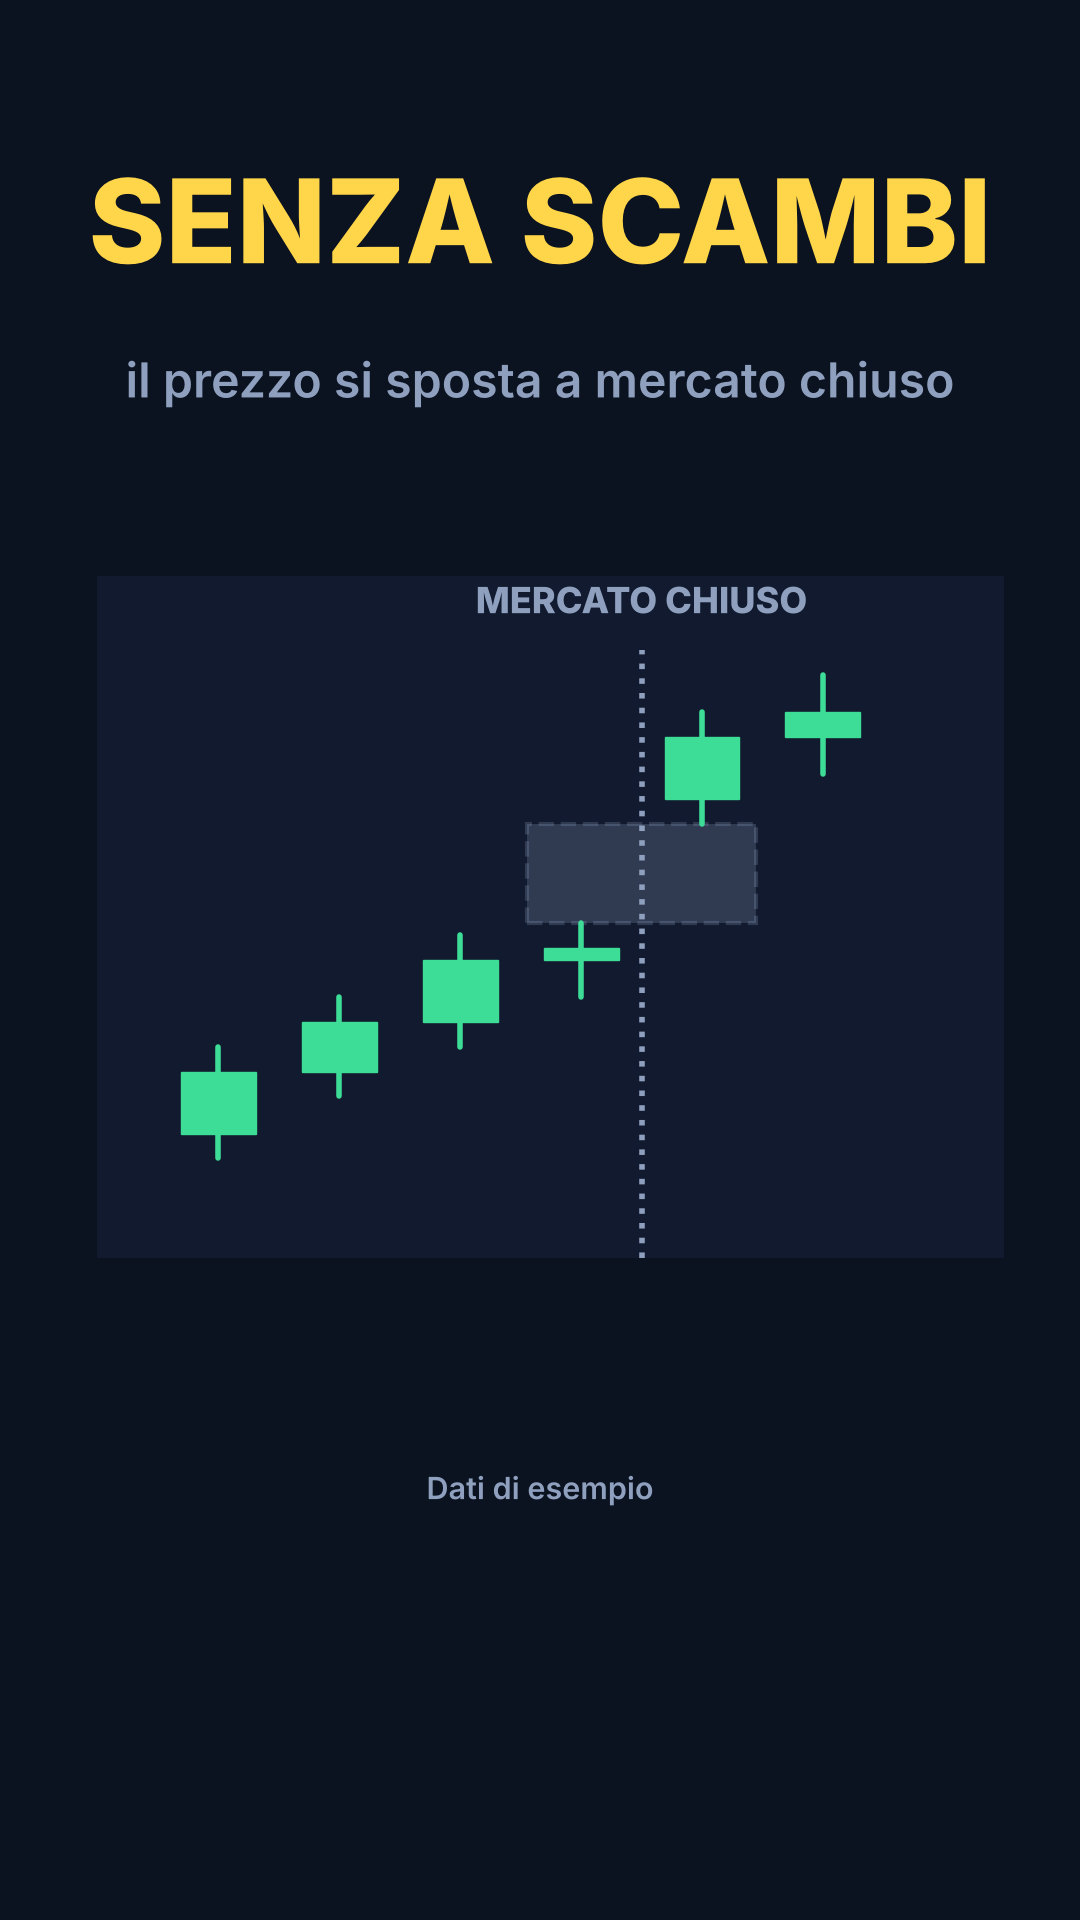 SENZA SCAMBI
il prezzo si sposta a mercato chiuso
MERCATO CHIUSO
Dati di esempio